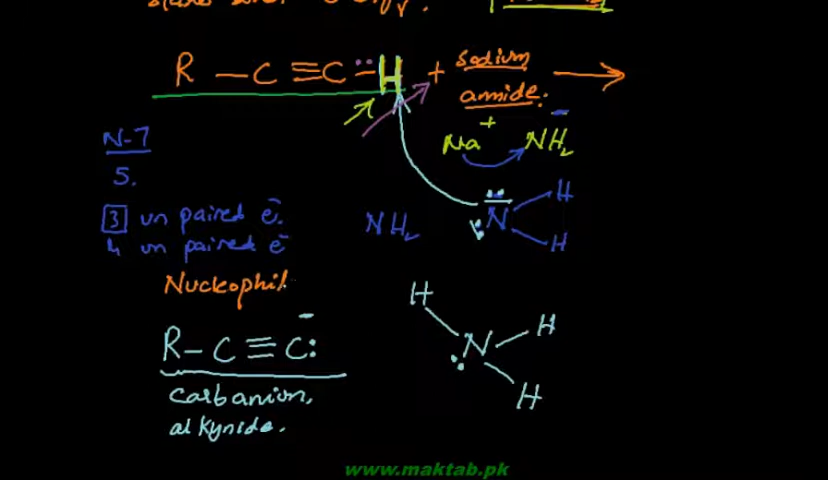 R — C ≡ C – H + Sodium
amide.
Na⁺ NH₂⁻
N-7
5.
N H
H
3 un paired e⁻.
4 un paired e⁻
NH₂
Nucleophil
H
R – C ≡ C:⁻
N H
H
Carbanion,
alkynide.
www.maktab.pk